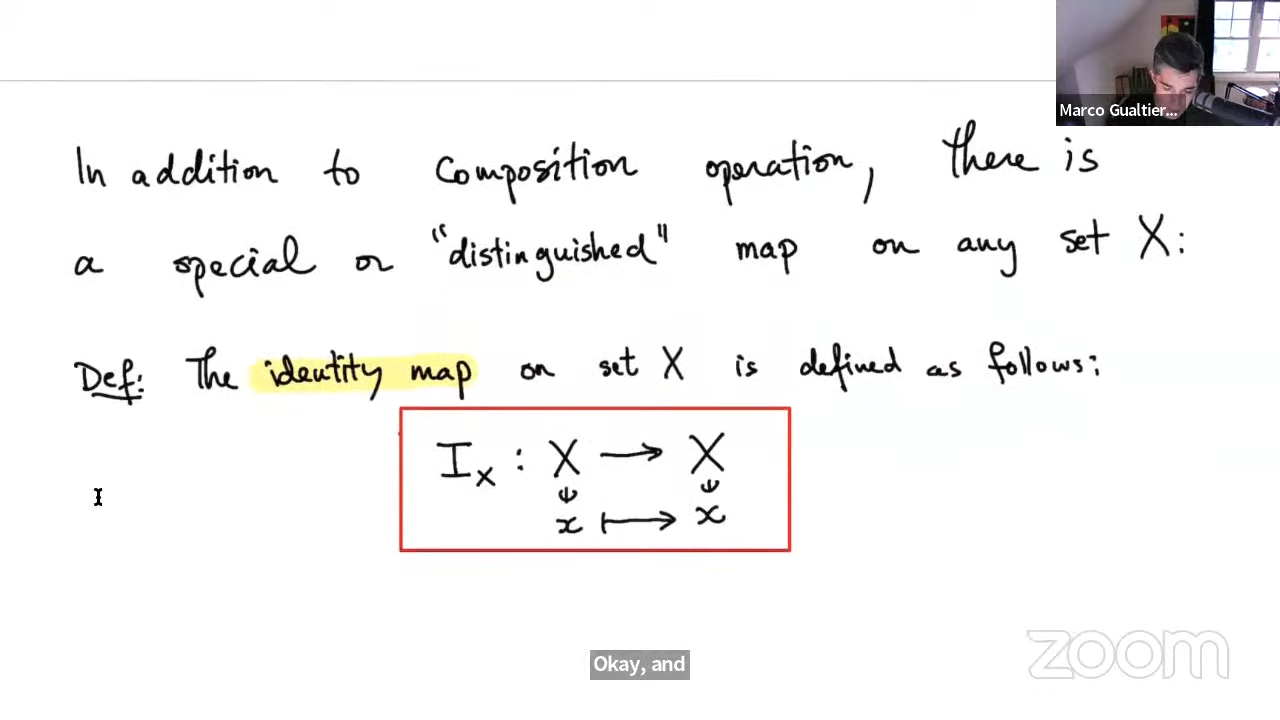 Marco Gualtier...
In addition to composition operation, there is
a special or "distinguished" map on any set X:
Def: The identity map on set X is defined as follows:
I_X : X ⟶ X
ψ ψ
x ⟼ x
Okay, and
zoom